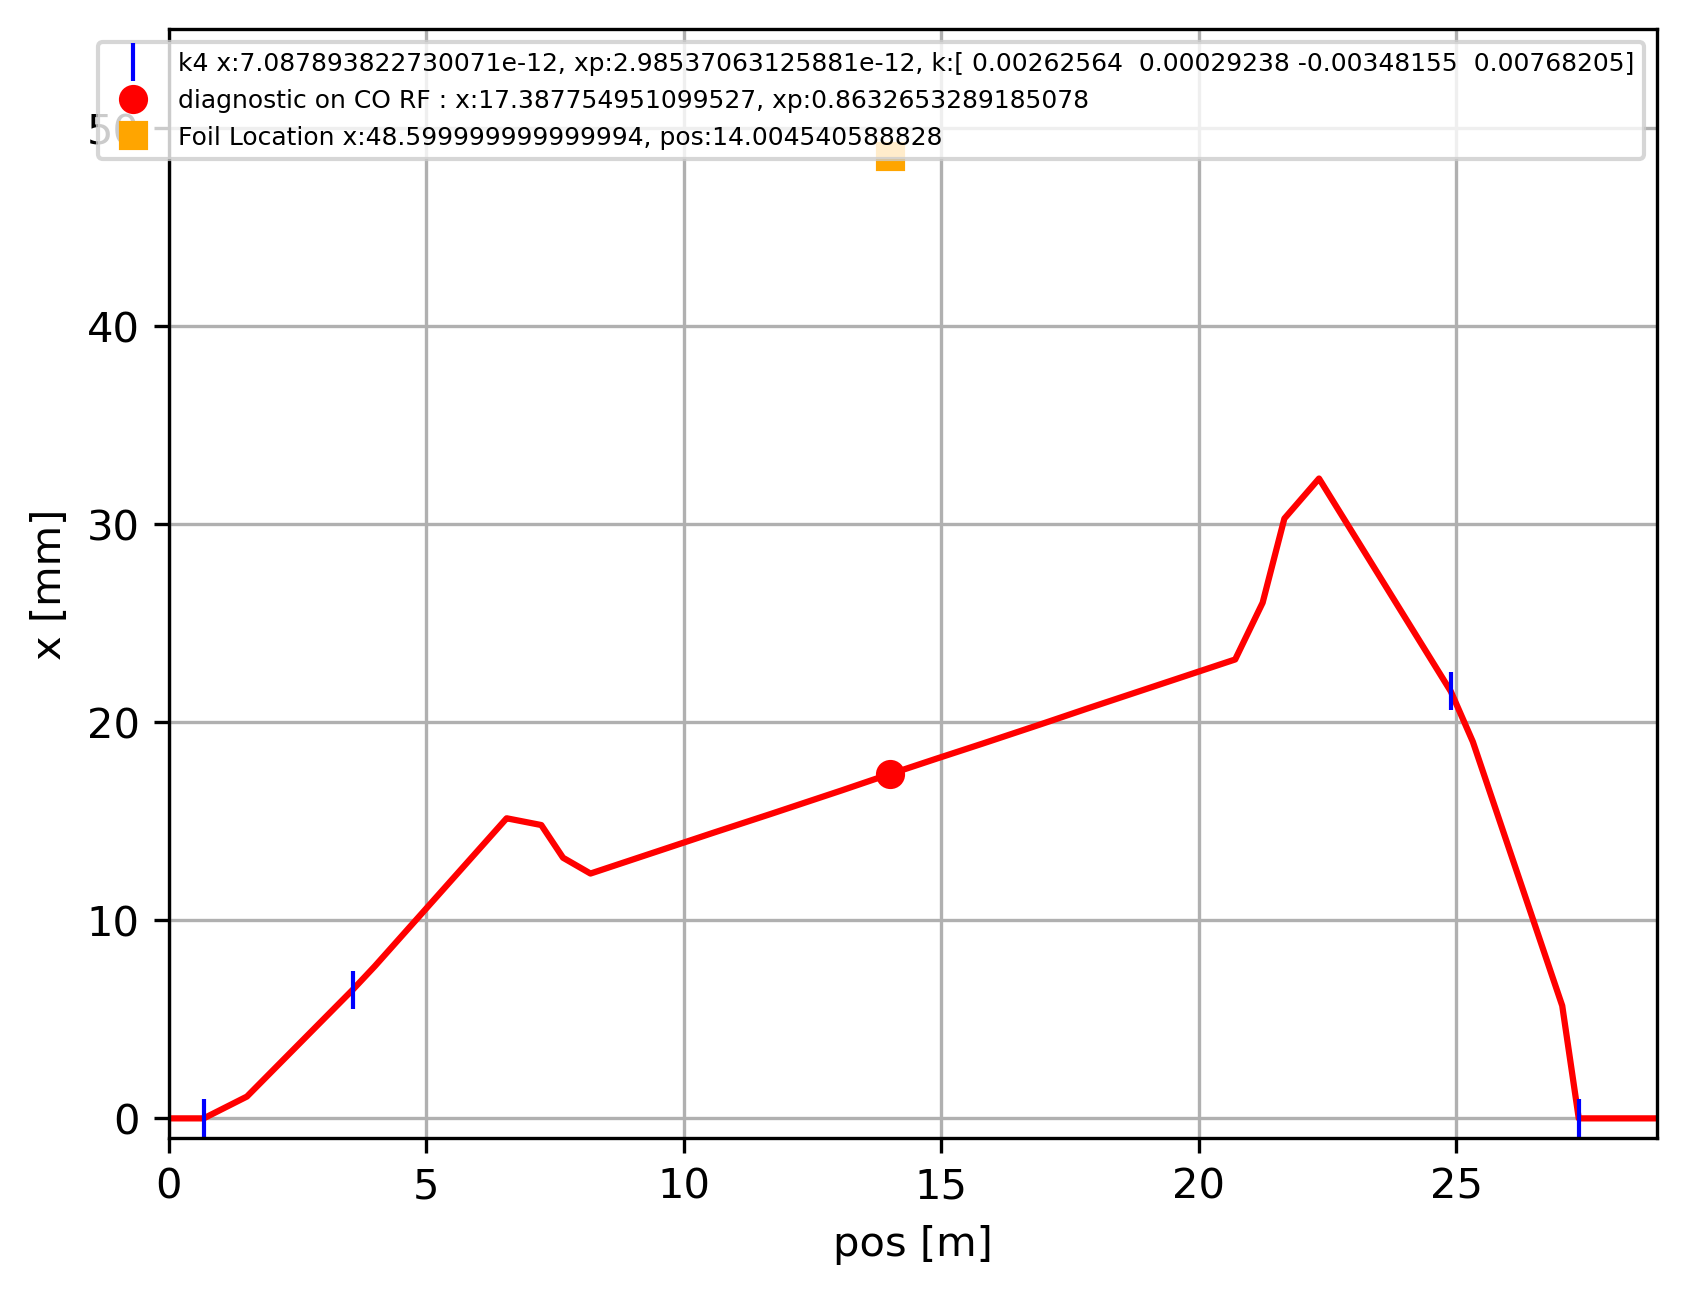 k4 x:7.087893822730071e-12, xp:2.98537063125881e-12, k:[ 0.00262564  0.00029238 -0.00348155  0.00768205]
diagnostic on CO RF : x:17.387754951099527, xp:0.8632653289185078
Foil Location x:48.599999999999994, pos:14.004540588828
50
40
30
20
10
0
x [mm]
0 5 10 15 20 25
pos [m]